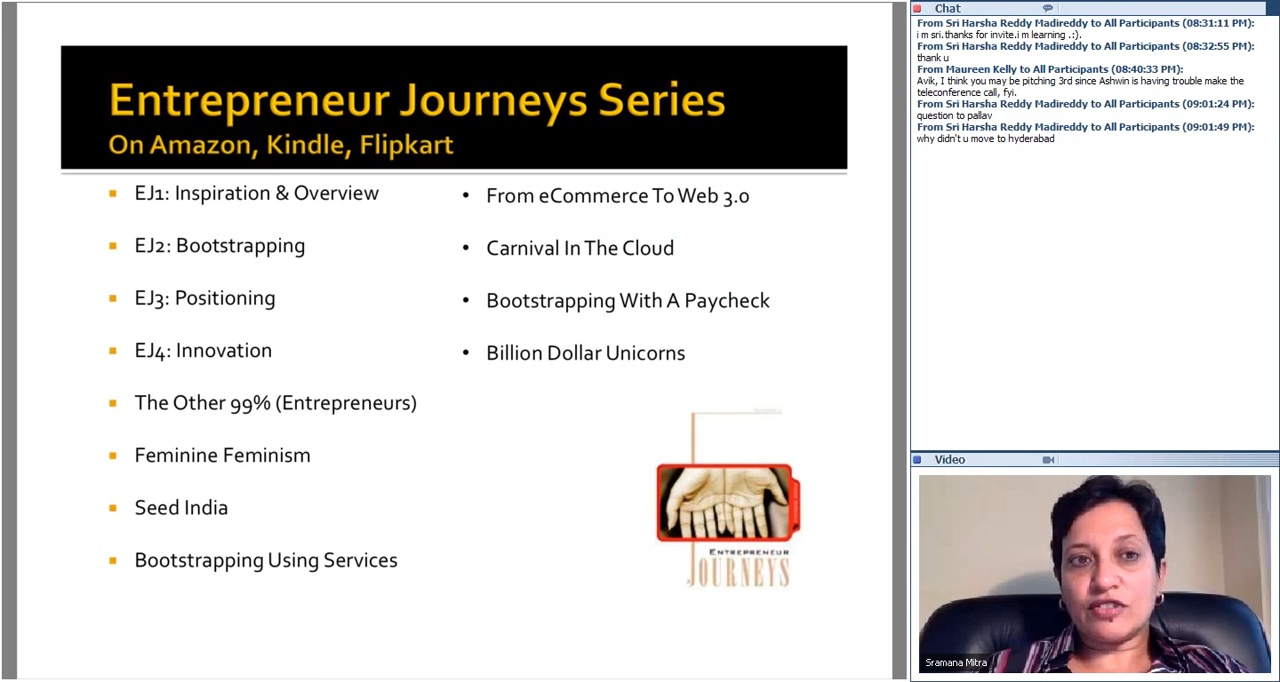 Entrepreneur Journeys Series
On Amazon, Kindle, Flipkart
EJ1: Inspiration & Overview
EJ2: Bootstrapping
EJ3: Positioning
EJ4: Innovation
The Other 99% (Entrepreneurs)
Feminine Feminism
Seed India
Bootstrapping Using Services
From eCommerce To Web 3.0
Carnival In The Cloud
Bootstrapping With A Paycheck
Billion Dollar Unicorns
ENTREPRENEUR
JOURNEYS
Chat
From Sri Harsha Reddy Madireddy to All Participants (08:31:11 PM):
i m sri.thanks for invite.i m learning .:).
From Sri Harsha Reddy Madireddy to All Participants (08:32:55 PM):
thank u
From Maureen Kelly to All Participants (08:40:33 PM):
Avik, I think you may be pitching 3rd since Ashwin is having trouble make the
teleconference call, fyi.
From Sri Harsha Reddy Madireddy to All Participants (09:01:24 PM):
question to pallav
From Sri Harsha Reddy Madireddy to All Participants (09:01:49 PM):
why didn't u move to hyderabad
Video
Sramana Mitra